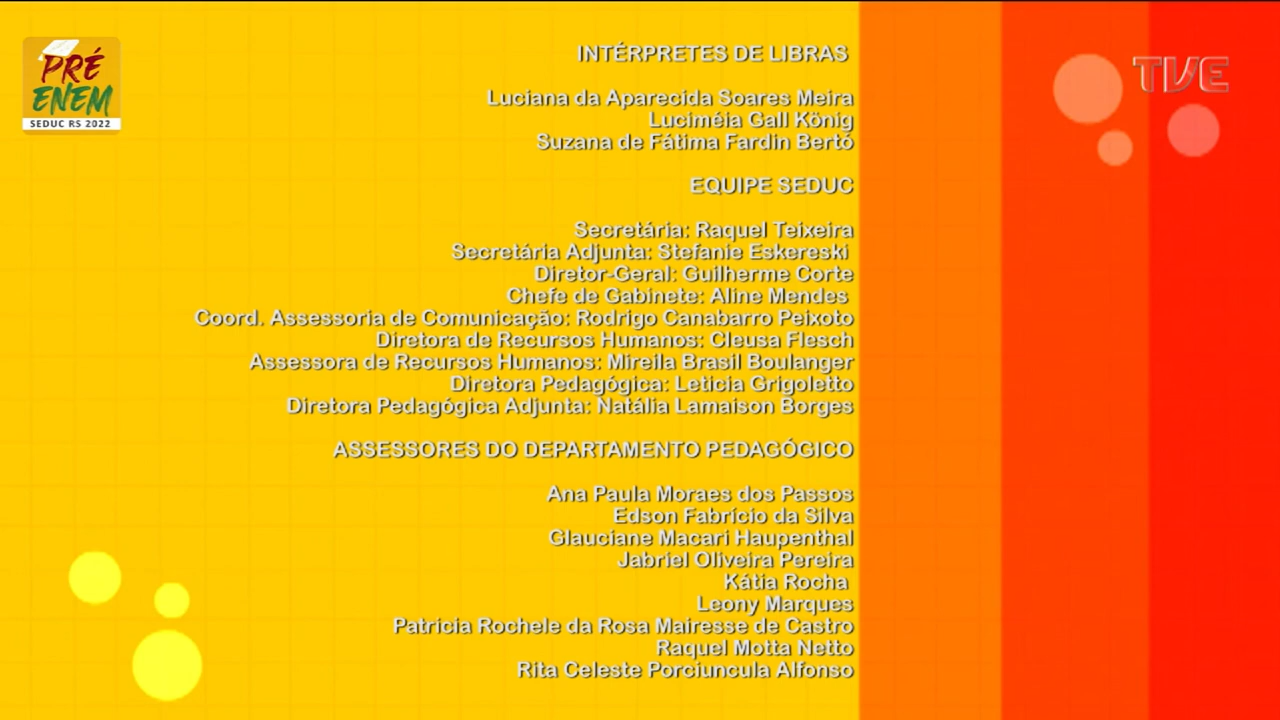 PRÉ
ENEM
SEDUC RS 2022
TVE
INTÉRPRETES DE LIBRAS
Luciana da Aparecida Soares Meira
Luciméia Gall König
Suzana de Fátima Fardin Bertó
EQUIPE SEDUC
Secretária: Raquel Teixeira
Secretária Adjunta: Stefanie Eskereski
Diretor-Geral: Guilherme Corte
Chefe de Gabinete: Aline Mendes
Coord. Assessoria de Comunicação: Rodrigo Canabarro Peixoto
Diretora de Recursos Humanos: Cleusa Flesch
Assessora de Recursos Humanos: Mireila Brasil Boulanger
Diretora Pedagógica: Leticia Grigoletto
Diretora Pedagógica Adjunta: Natália Lamaison Borges
ASSESSORES DO DEPARTAMENTO PEDAGÓGICO
Ana Paula Moraes dos Passos
Edson Fabrício da Silva
Glauciane Macari Haupenthal
Jabriel Oliveira Pereira
Kátia Rocha
Leony Marques
Patricia Rochele da Rosa Mairesse de Castro
Raquel Motta Netto
Rita Celeste Porciuncula Alfonso